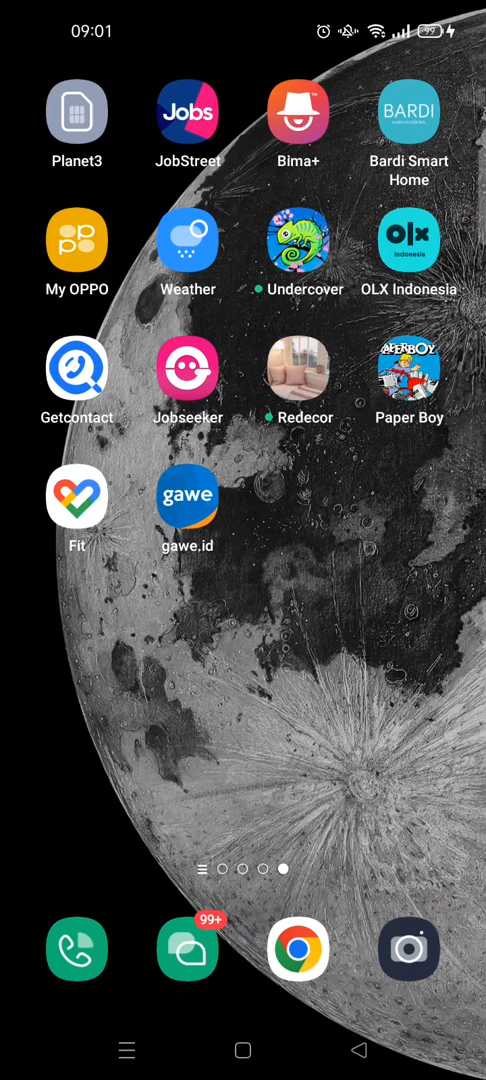 09:01
99
Jobs
BARDI
Planet3
JobStreet
Bima+
Bardi Smart
Home
olx
Indonesia
My OPPO
Weather
Undercover
OLX Indonesia
PAPERBOY
Getcontact
Jobseeker
Redecor
Paper Boy
gawe
Fit
gawe.id
99+